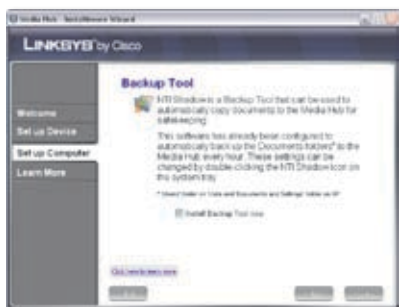 Media Hub - Installation Wizard
LINKSYS by Cisco
Backup Tool
NTI Shadow is a Backup Tool that can be used to
automatically copy documents to the Media Hub for
safekeeping.
This software has already been configured to
automatically back up the Documents folders* to the
Media Hub every hour. These settings can be
changed by double-clicking the NTI Shadow icon on
the system tray.
Folder on Vista and Documents and Settings folder on XP
Install Backup Tool now
Welcome
Set up Device
Set up Computer
Learn More
Click here to learn more